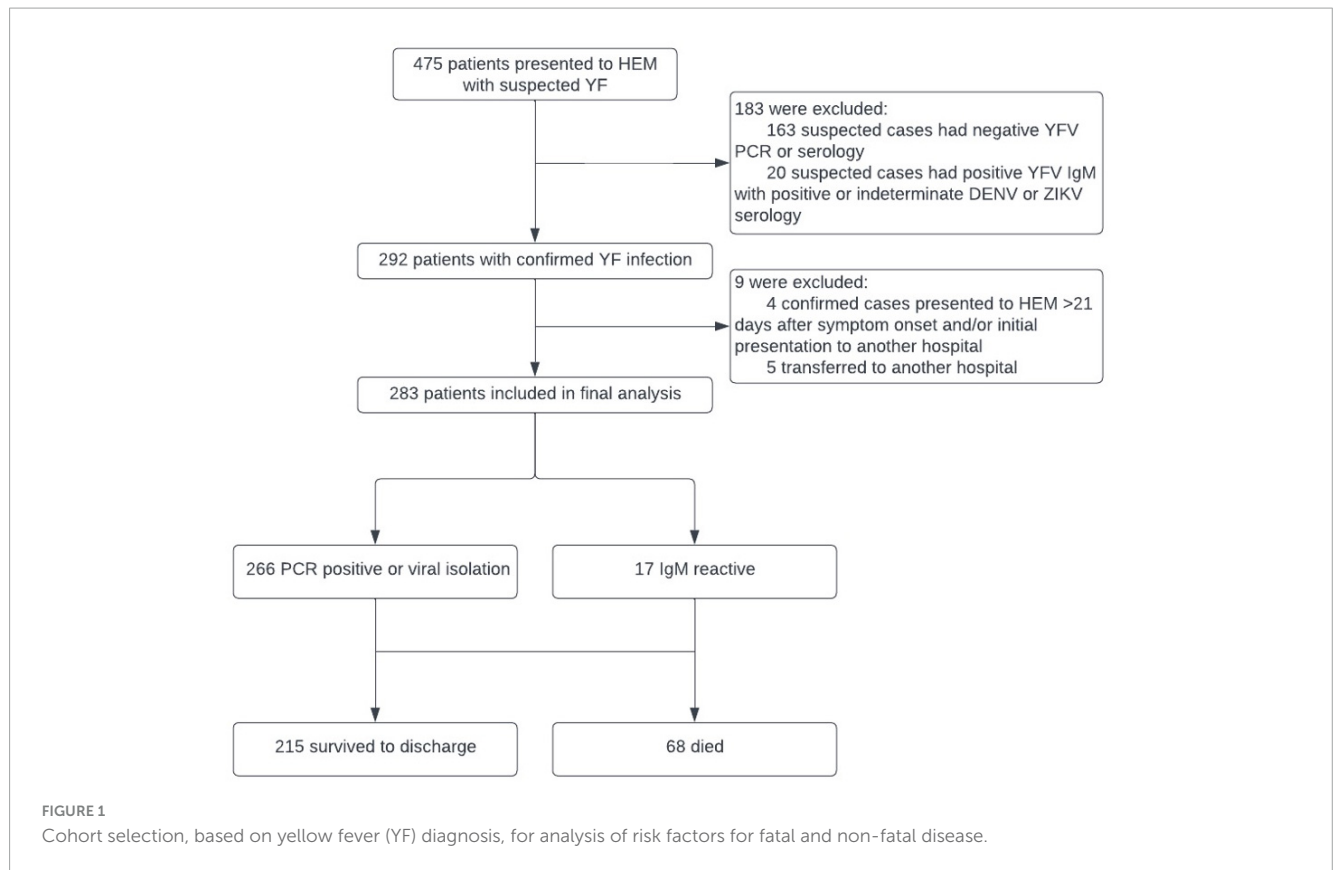 475 patients presented to HEM
with suspected YF
183 were excluded:
163 suspected cases had negative YFV
PCR or serology
20 suspected cases had positive YFV IgM
with positive or indeterminate DENV or ZIKV
serology
292 patients with confirmed YF infection
9 were excluded:
4 confirmed cases presented to HEM >21
days after symptom onset and/or initial
presentation to another hospital
5 transferred to another hospital
283 patients included in final analysis
266 PCR positive or viral isolation
17 IgM reactive
215 survived to discharge
68 died
FIGURE 1
Cohort selection, based on yellow fever (YF) diagnosis, for analysis of risk factors for fatal and non-fatal disease.